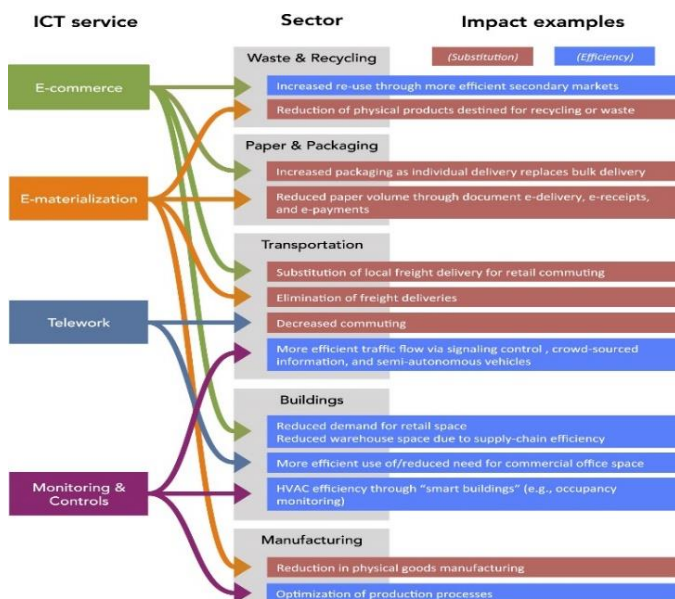 ICT service
Sector
Impact examples
(Substitution)
(Efficiency)
E-commerce
E-materialization
Telework
Monitoring &
Controls
Waste & Recycling
Increased re-use through more efficient secondary markets
Reduction of physical products destined for recycling or waste
Paper & Packaging
Increased packaging as individual delivery replaces bulk delivery
Reduced paper volume through document e-delivery, e-receipts,
and e-payments
Transportation
Substitution of local freight delivery for retail commuting
Elimination of freight deliveries
Decreased commuting
More efficient traffic flow via signaling control , crowd-sourced
information, and semi-autonomous vehicles
Buildings
Reduced demand for retail space
Reduced warehouse space due to supply-chain efficiency
More efficient use of/reduced need for commercial office space
HVAC efficiency through “smart buildings” (e.g., occupancy
monitoring)
Manufacturing
Reduction in physical goods manufacturing
Optimization of production processes